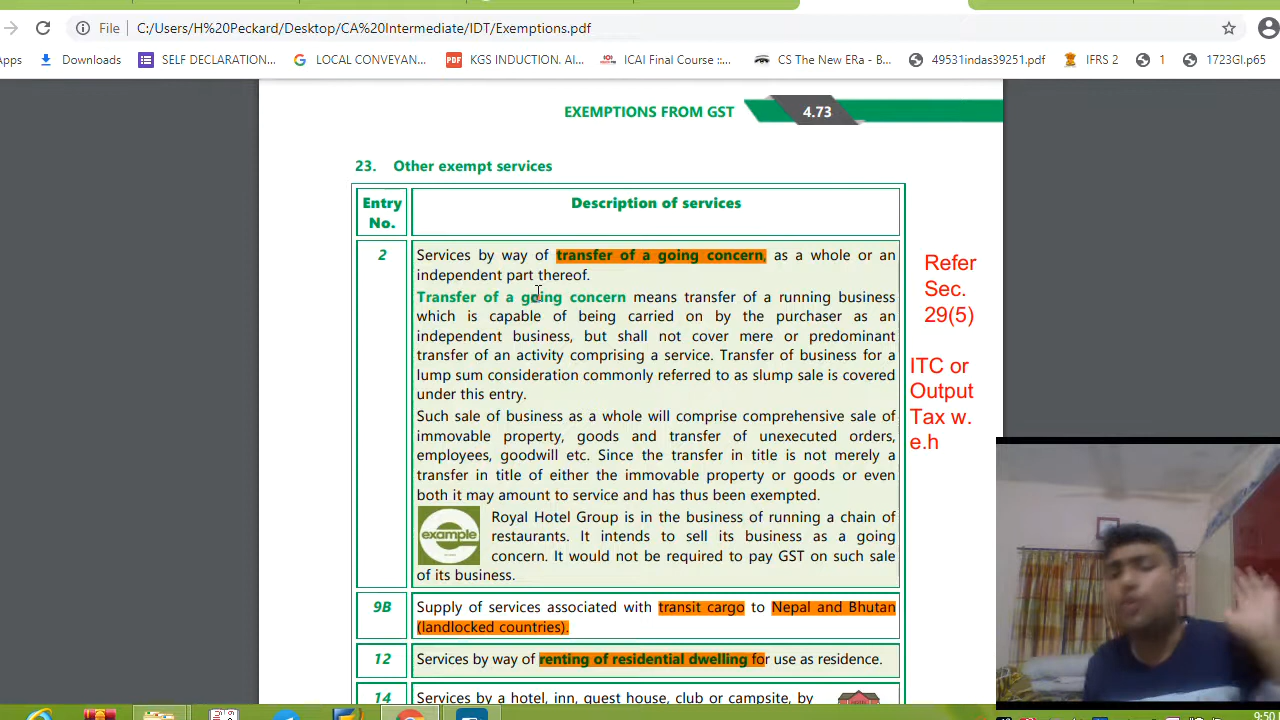 File
C:/Users/H%20Peckard/Desktop/CA%20Intermediate/IDT/Exemptions.pdf
Apps Downloads SELF DECLARATION... LOCAL CONVEYAN... PDF KGS INDUCTION. AI... ICAI Final Course ::... CS The New ERa - B... 49531indas39251.pdf IFRS 2 1 1723GI.p65
EXEMPTIONS FROM GST 4.73
23. Other exempt services
Entry No.
Description of services
2
Services by way of transfer of a going concern, as a whole or an
independent part thereof.
Transfer of a going concern means transfer of a running business
which is capable of being carried on by the purchaser as an
independent business, but shall not cover mere or predominant
transfer of an activity comprising a service. Transfer of business for a
lump sum consideration commonly referred to as slump sale is covered
under this entry.
Such sale of business as a whole will comprise comprehensive sale of
immovable property, goods and transfer of unexecuted orders,
employees, goodwill etc. Since the transfer in title is not merely a
transfer in title of either the immovable property or goods or even
both it may amount to service and has thus been exempted.
example
Royal Hotel Group is in the business of running a chain of
restaurants. It intends to sell its business as a going
concern. It would not be required to pay GST on such sale
of its business.
Refer
Sec.
29(5)
ITC or
Output
Tax w.
e.h
9B
Supply of services associated with transit cargo to Nepal and Bhutan
(landlocked countries).
12
Services by way of renting of residential dwelling for use as residence.
14
Services by a hotel, inn, guest house, club or campsite, by
9:50